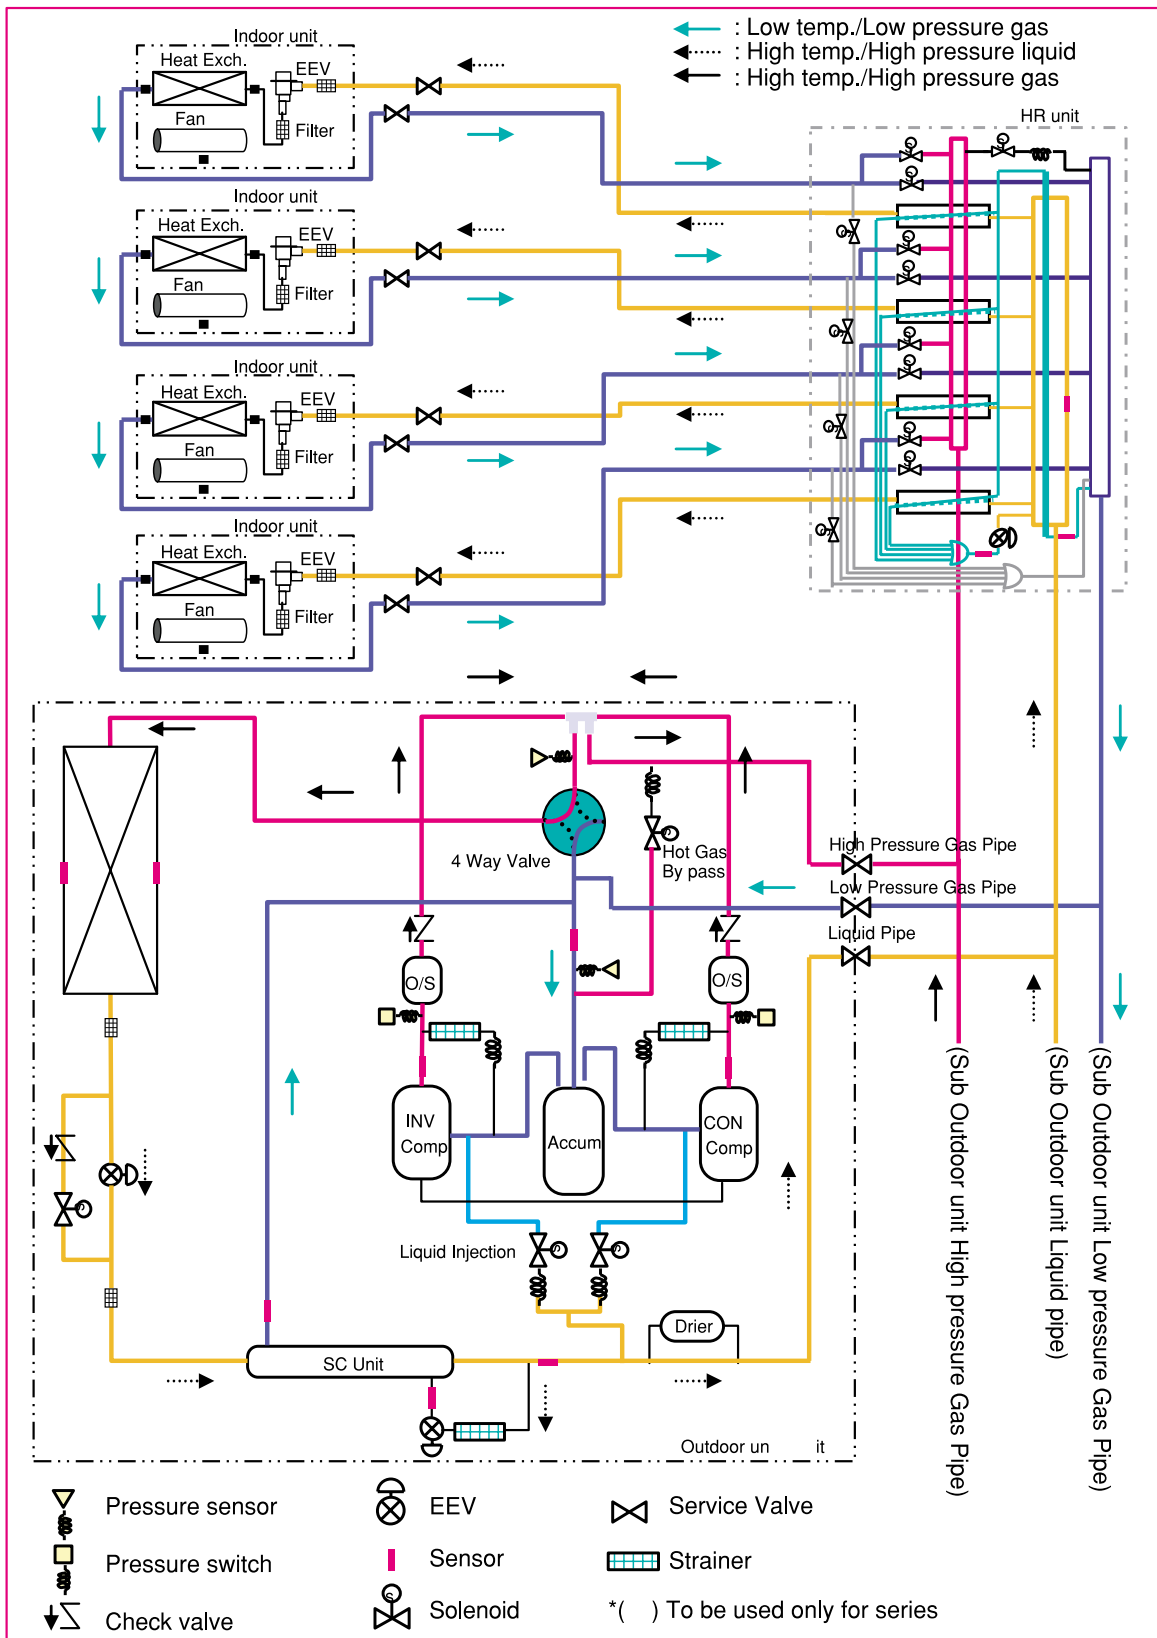 : Low temp./Low pressure gas
: High temp./High pressure liquid
: High temp./High pressure gas
Indoor unit
Heat Exch.
EEV
Fan
Filter
HR unit
Indoor unit
Heat Exch.
EEV
Fan
Filter
Indoor unit
Heat Exch.
EEV
Fan
Filter
Indoor unit
Heat Exch.
EEV
Fan
Filter
4 Way Valve
Hot Gas
By pass
High Pressure Gas Pipe
Low Pressure Gas Pipe
Liquid Pipe
O/S
O/S
INV
Comp
Accum
CON
Comp
Liquid Injection
Drier
SC Unit
Outdoor un it
(Sub Outdoor unit High pressure Gas Pipe)
(Sub Outdoor unit Liquid pipe)
(Sub Outdoor unit Low pressure Gas Pipe)
Pressure sensor
EEV
Service Valve
Pressure switch
Sensor
Strainer
Check valve
Solenoid
*( ) To be used only for series